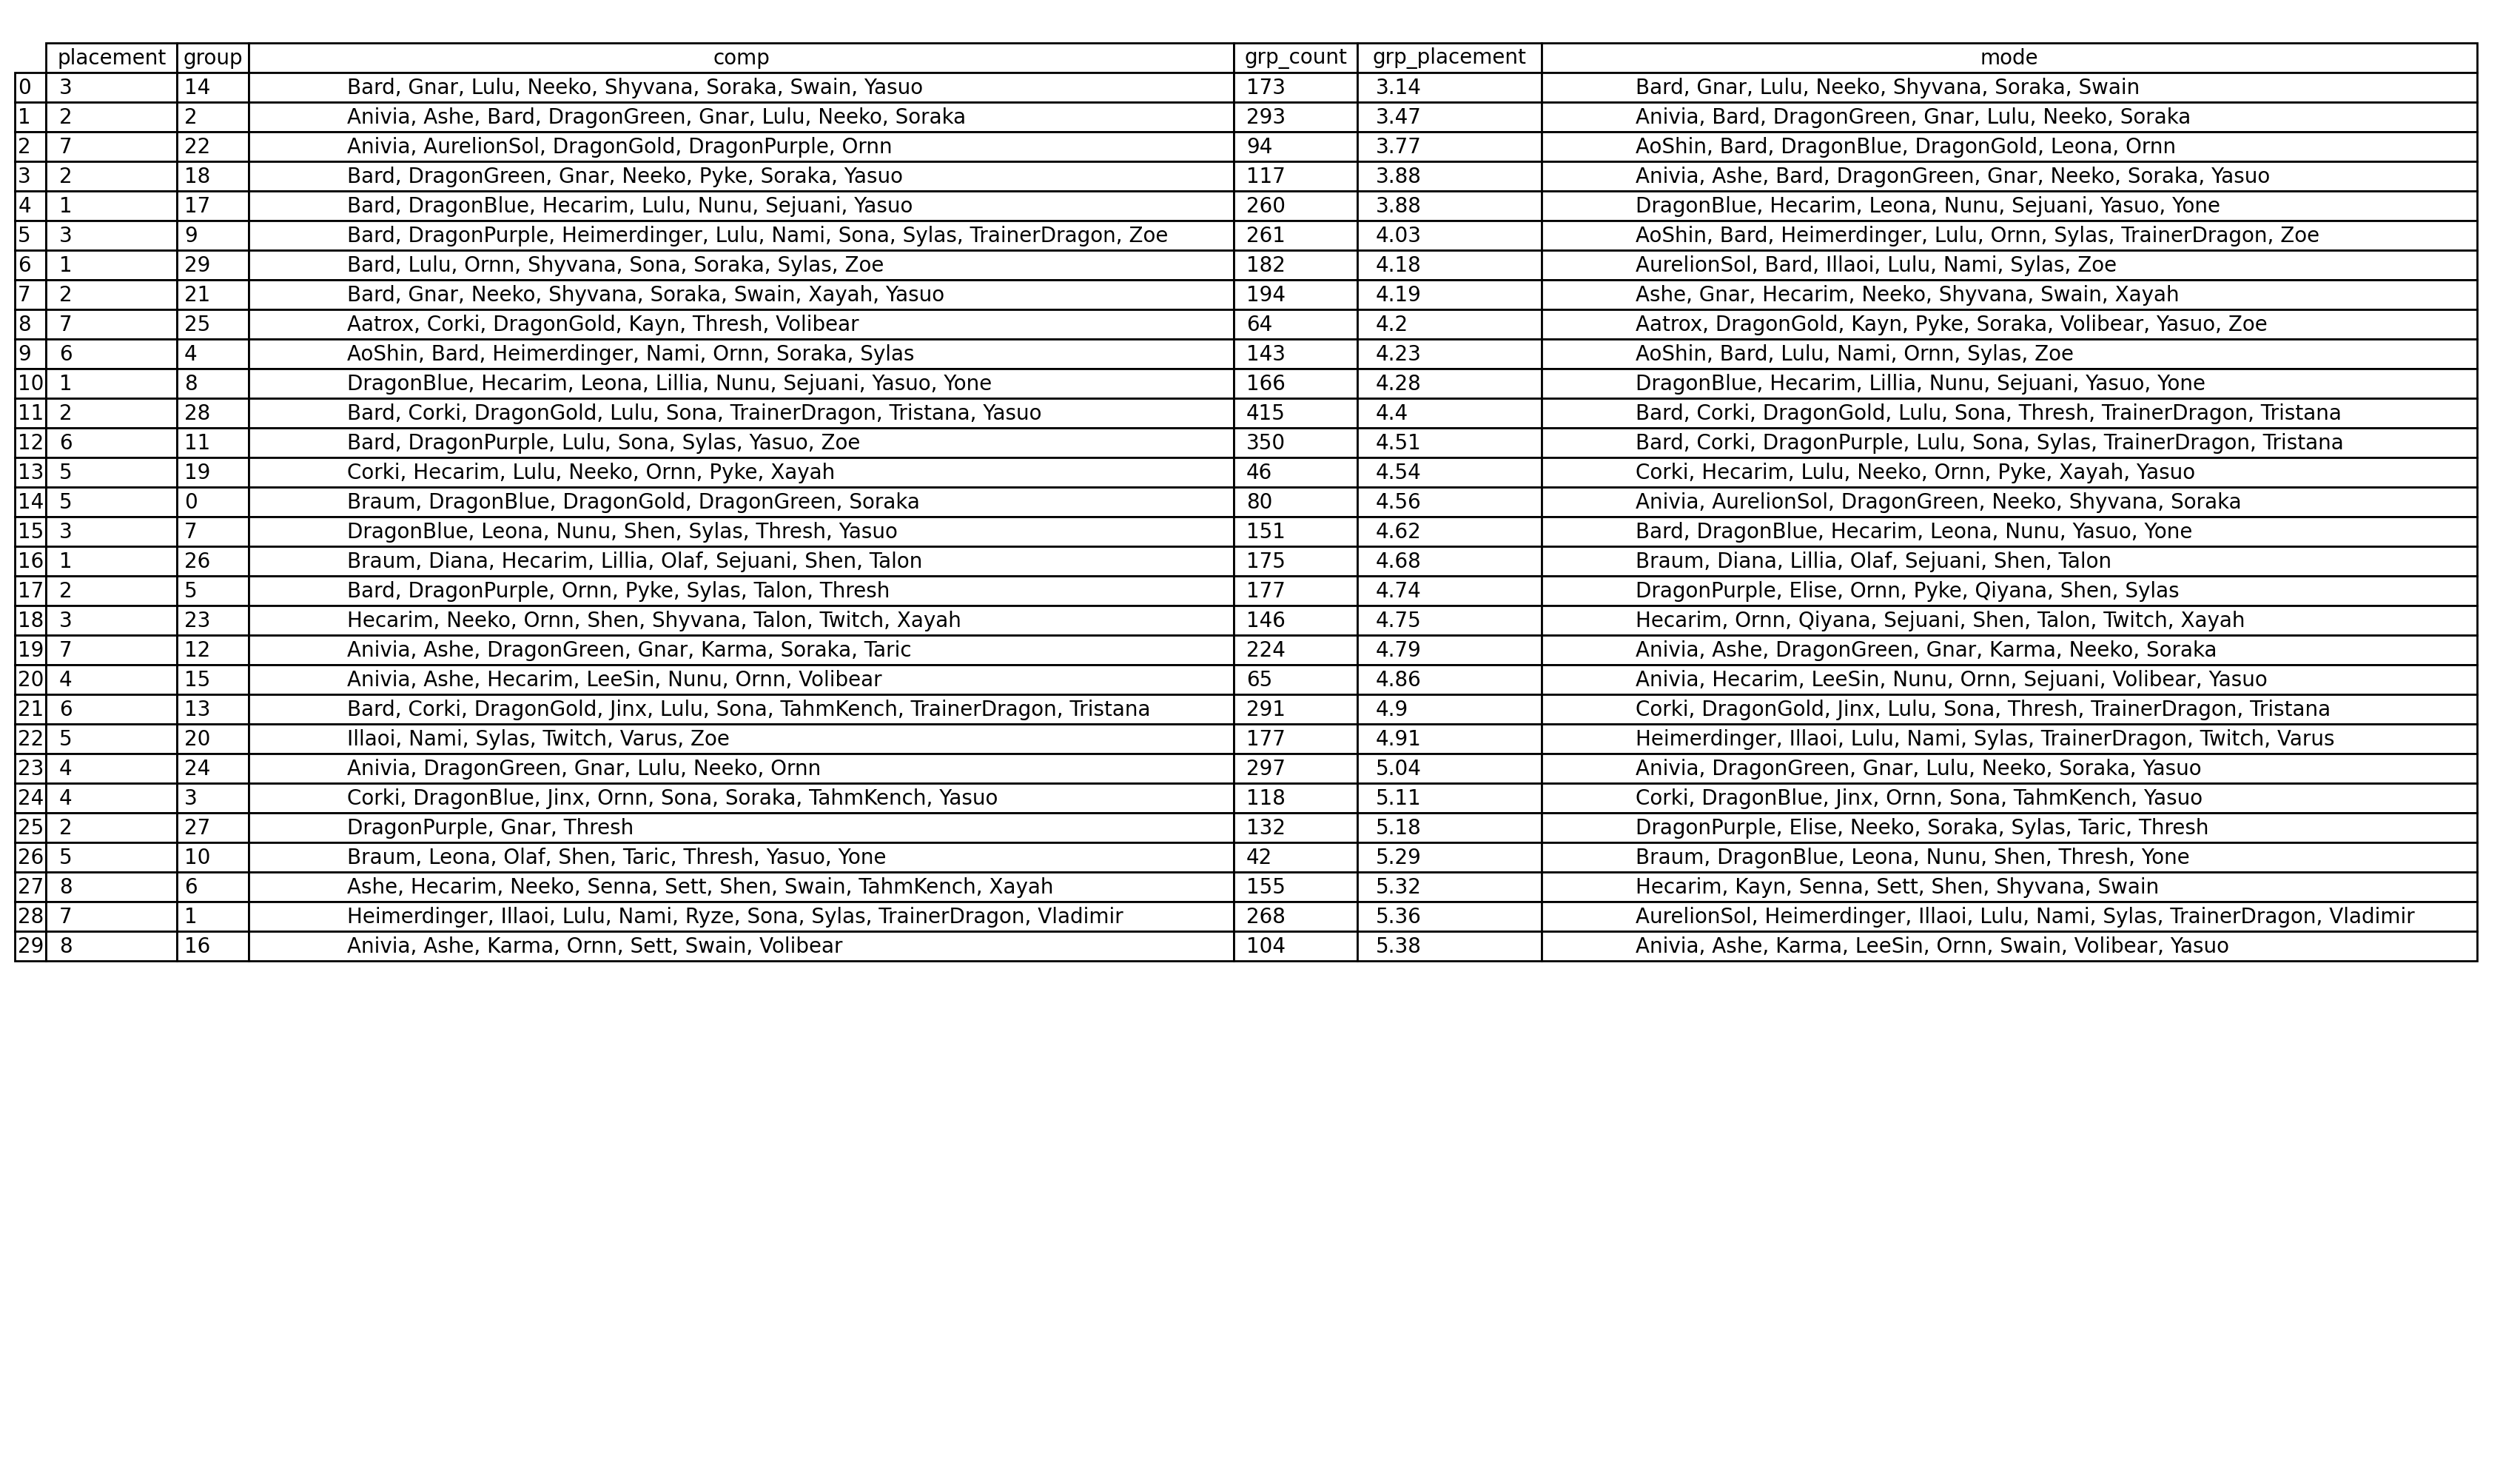 placement group comp grp_count grp_placement mode
0 3 14 Bard, Gnar, Lulu, Neeko, Shyvana, Soraka, Swain, Yasuo 173 3.14 Bard, Gnar, Lulu, Neeko, Shyvana, Soraka, Swain
1 2 2 Anivia, Ashe, Bard, DragonGreen, Gnar, Lulu, Neeko, Soraka 293 3.47 Anivia, Bard, DragonGreen, Gnar, Lulu, Neeko, Soraka
2 7 22 Anivia, AurelionSol, DragonGold, DragonPurple, Ornn 94 3.77 AoShin, Bard, DragonBlue, DragonGold, Leona, Ornn
3 2 18 Bard, DragonGreen, Gnar, Neeko, Pyke, Soraka, Yasuo 117 3.88 Anivia, Ashe, Bard, DragonGreen, Gnar, Neeko, Soraka, Yasuo
4 1 17 Bard, DragonBlue, Hecarim, Lulu, Nunu, Sejuani, Yasuo 260 3.88 DragonBlue, Hecarim, Leona, Nunu, Sejuani, Yasuo, Yone
5 3 9 Bard, DragonPurple, Heimerdinger, Lulu, Nami, Sona, Sylas, TrainerDragon, Zoe 261 4.03 AoShin, Bard, Heimerdinger, Lulu, Ornn, Sylas, TrainerDragon, Zoe
6 1 29 Bard, Lulu, Ornn, Shyvana, Sona, Soraka, Sylas, Zoe 182 4.18 AurelionSol, Bard, Illaoi, Lulu, Nami, Sylas, Zoe
7 2 21 Bard, Gnar, Neeko, Shyvana, Soraka, Swain, Xayah, Yasuo 194 4.19 Ashe, Gnar, Hecarim, Neeko, Shyvana, Swain, Xayah
8 7 25 Aatrox, Corki, DragonGold, Kayn, Thresh, Volibear 64 4.2 Aatrox, DragonGold, Kayn, Pyke, Soraka, Volibear, Yasuo, Zoe
9 6 4 AoShin, Bard, Heimerdinger, Nami, Ornn, Soraka, Sylas 143 4.23 AoShin, Bard, Lulu, Nami, Ornn, Sylas, Zoe
10 1 8 DragonBlue, Hecarim, Leona, Lillia, Nunu, Sejuani, Yasuo, Yone 166 4.28 DragonBlue, Hecarim, Lillia, Nunu, Sejuani, Yasuo, Yone
11 2 28 Bard, Corki, DragonGold, Lulu, Sona, TrainerDragon, Tristana, Yasuo 415 4.4 Bard, Corki, DragonGold, Lulu, Sona, Thresh, TrainerDragon, Tristana
12 6 11 Bard, DragonPurple, Lulu, Sona, Sylas, Yasuo, Zoe 350 4.51 Bard, Corki, DragonPurple, Lulu, Sona, Sylas, TrainerDragon, Tristana
13 5 19 Corki, Hecarim, Lulu, Neeko, Ornn, Pyke, Xayah 46 4.54 Corki, Hecarim, Lulu, Neeko, Ornn, Pyke, Xayah, Yasuo
14 5 0 Braum, DragonBlue, DragonGold, DragonGreen, Soraka 80 4.56 Anivia, AurelionSol, DragonGreen, Neeko, Shyvana, Soraka
15 3 7 DragonBlue, Leona, Nunu, Shen, Sylas, Thresh, Yasuo 151 4.62 Bard, DragonBlue, Hecarim, Leona, Nunu, Yasuo, Yone
16 1 26 Braum, Diana, Hecarim, Lillia, Olaf, Sejuani, Shen, Talon 175 4.68 Braum, Diana, Lillia, Olaf, Sejuani, Shen, Talon
17 2 5 Bard, DragonPurple, Ornn, Pyke, Sylas, Talon, Thresh 177 4.74 DragonPurple, Elise, Ornn, Pyke, Qiyana, Shen, Sylas
18 3 23 Hecarim, Neeko, Ornn, Shen, Shyvana, Talon, Twitch, Xayah 146 4.75 Hecarim, Ornn, Qiyana, Sejuani, Shen, Talon, Twitch, Xayah
19 7 12 Anivia, Ashe, DragonGreen, Gnar, Karma, Soraka, Taric 224 4.79 Anivia, Ashe, DragonGreen, Gnar, Karma, Neeko, Soraka
20 4 15 Anivia, Ashe, Hecarim, LeeSin, Nunu, Ornn, Volibear 65 4.86 Anivia, Hecarim, LeeSin, Nunu, Ornn, Sejuani, Volibear, Yasuo
21 6 13 Bard, Corki, DragonGold, Jinx, Lulu, Sona, TahmKench, TrainerDragon, Tristana 291 4.9 Corki, DragonGold, Jinx, Lulu, Sona, Thresh, TrainerDragon, Tristana
22 5 20 Illaoi, Nami, Sylas, Twitch, Varus, Zoe 177 4.91 Heimerdinger, Illaoi, Lulu, Nami, Sylas, TrainerDragon, Twitch, Varus
23 4 24 Anivia, DragonGreen, Gnar, Lulu, Neeko, Ornn 297 5.04 Anivia, DragonGreen, Gnar, Lulu, Neeko, Soraka, Yasuo
24 4 3 Corki, DragonBlue, Jinx, Ornn, Sona, Soraka, TahmKench, Yasuo 118 5.11 Corki, DragonBlue, Jinx, Ornn, Sona, TahmKench, Yasuo
25 2 27 DragonPurple, Gnar, Thresh 132 5.18 DragonPurple, Elise, Neeko, Soraka, Sylas, Taric, Thresh
26 5 10 Braum, Leona, Olaf, Shen, Taric, Thresh, Yasuo, Yone 42 5.29 Braum, DragonBlue, Leona, Nunu, Shen, Thresh, Yone
27 8 6 Ashe, Hecarim, Neeko, Senna, Sett, Shen, Swain, TahmKench, Xayah 155 5.32 Hecarim, Kayn, Senna, Sett, Shen, Shyvana, Swain
28 7 1 Heimerdinger, Illaoi, Lulu, Nami, Ryze, Sona, Sylas, TrainerDragon, Vladimir 268 5.36 AurelionSol, Heimerdinger, Illaoi, Lulu, Nami, Sylas, TrainerDragon, Vladimir
29 8 16 Anivia, Ashe, Karma, Ornn, Sett, Swain, Volibear 104 5.38 Anivia, Ashe, Karma, LeeSin, Ornn, Swain, Volibear, Yasuo